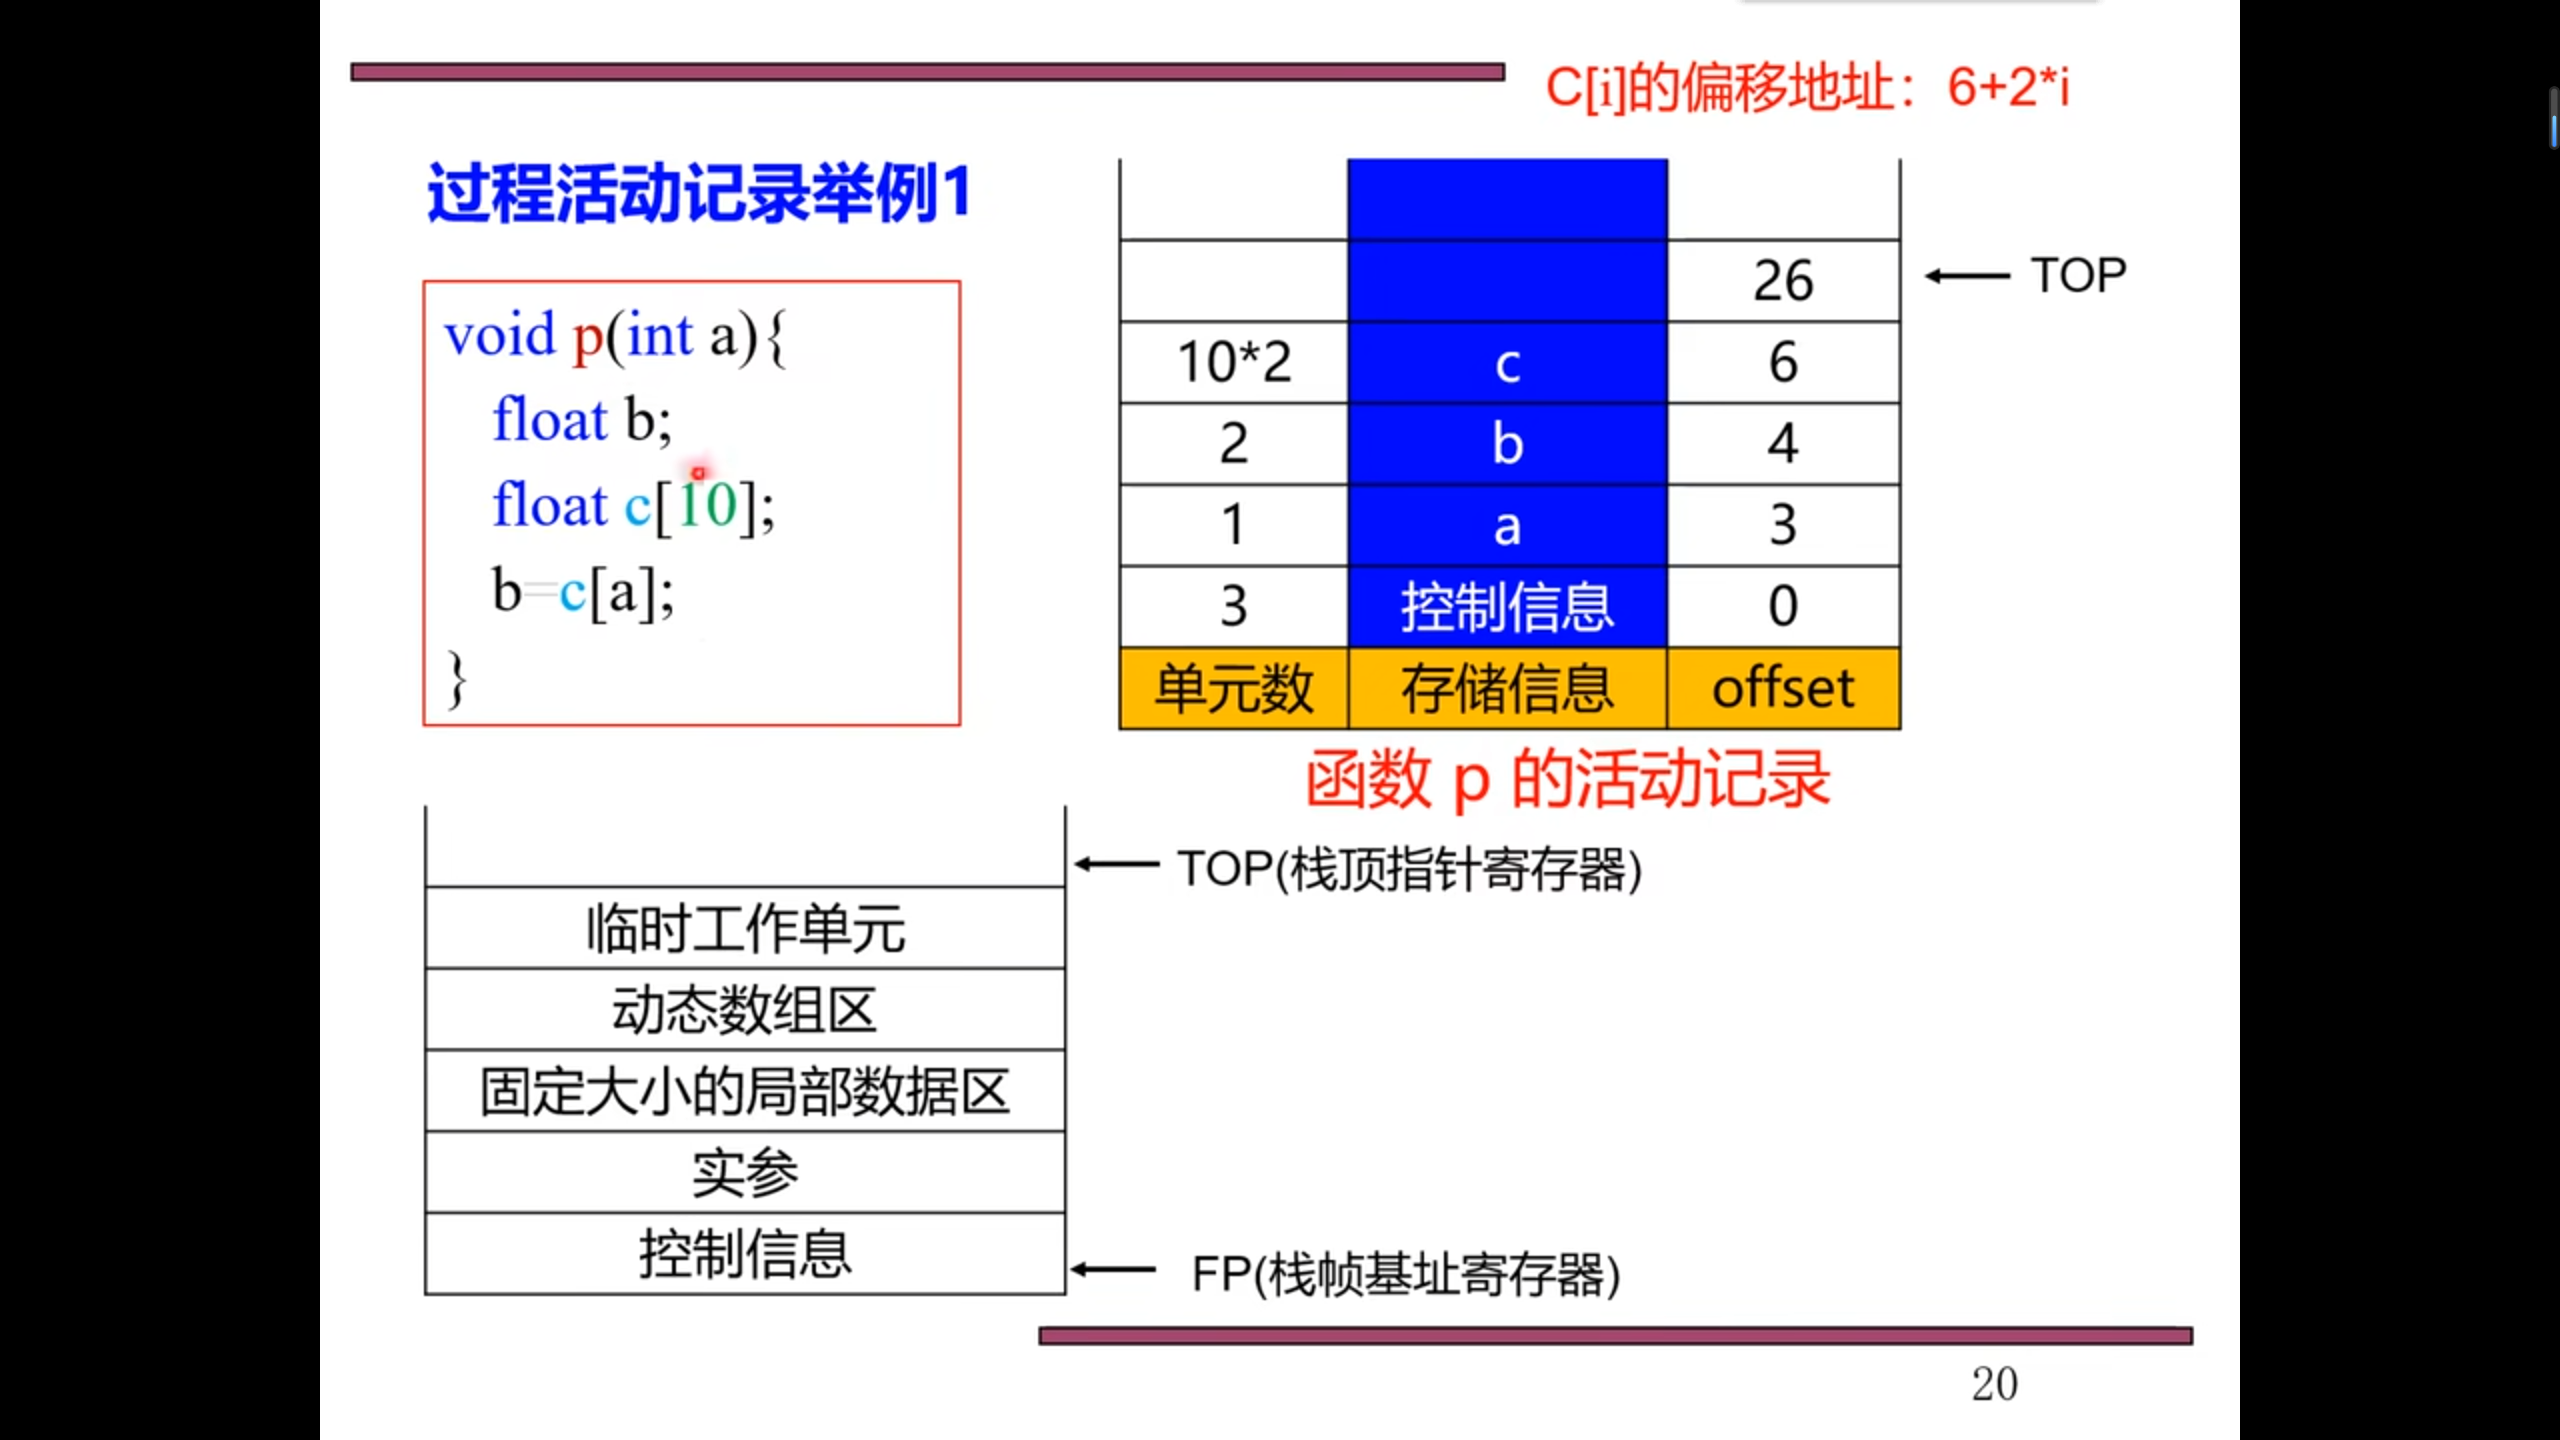 C[i]的偏移地址：6+2*i
过程活动记录举例1
void p(int a){
float b;
float c[10];
b=c[a];
}
26
TOP
10*2 c 6
2 b 4
1 a 3
3 控制信息 0
单元数 存储信息 offset
函数 p 的活动记录
TOP(栈顶指针寄存器)
临时工作单元
动态数组区
固定大小的局部数据区
实参
控制信息
FP(栈帧基址寄存器)
20